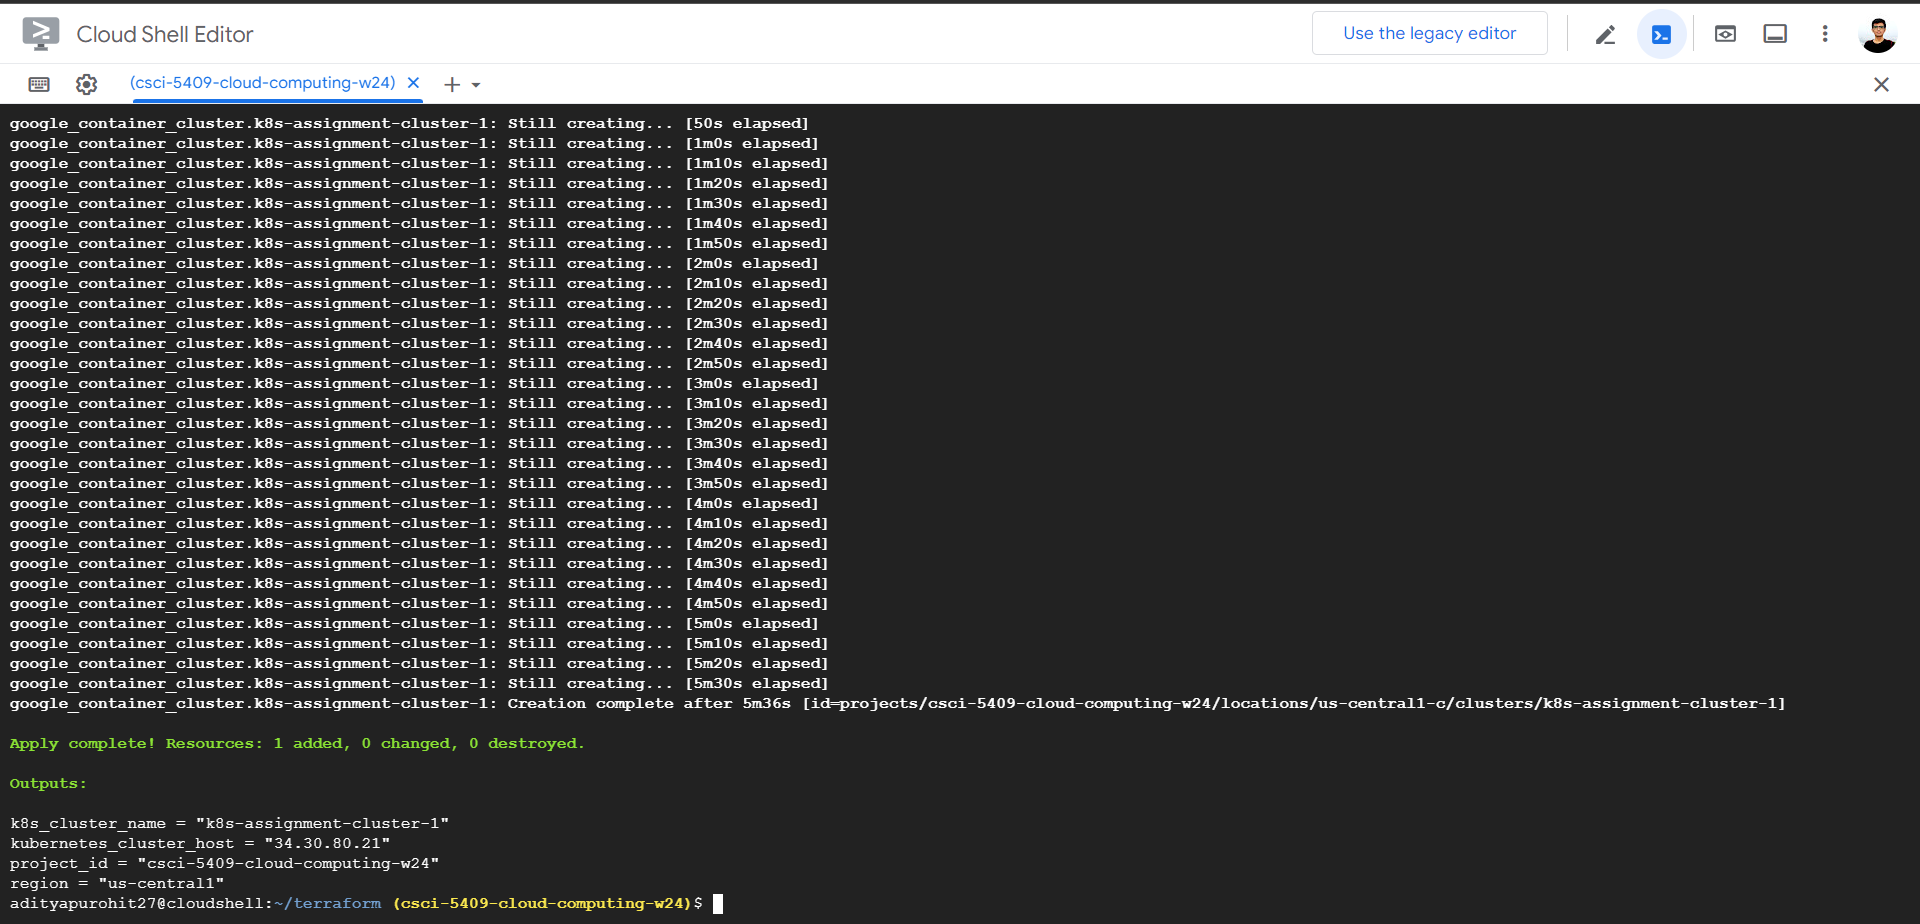 Cloud Shell Editor
Use the legacy editor
(csci-5409-cloud-computing-w24)
google_container_cluster.k8s-assignment-cluster-1: Still creating... [50s elapsed]
google_container_cluster.k8s-assignment-cluster-1: Still creating... [1m0s elapsed]
google_container_cluster.k8s-assignment-cluster-1: Still creating... [1m10s elapsed]
google_container_cluster.k8s-assignment-cluster-1: Still creating... [1m20s elapsed]
google_container_cluster.k8s-assignment-cluster-1: Still creating... [1m30s elapsed]
google_container_cluster.k8s-assignment-cluster-1: Still creating... [1m40s elapsed]
google_container_cluster.k8s-assignment-cluster-1: Still creating... [1m50s elapsed]
google_container_cluster.k8s-assignment-cluster-1: Still creating... [2m0s elapsed]
google_container_cluster.k8s-assignment-cluster-1: Still creating... [2m10s elapsed]
google_container_cluster.k8s-assignment-cluster-1: Still creating... [2m20s elapsed]
google_container_cluster.k8s-assignment-cluster-1: Still creating... [2m30s elapsed]
google_container_cluster.k8s-assignment-cluster-1: Still creating... [2m40s elapsed]
google_container_cluster.k8s-assignment-cluster-1: Still creating... [2m50s elapsed]
google_container_cluster.k8s-assignment-cluster-1: Still creating... [3m0s elapsed]
google_container_cluster.k8s-assignment-cluster-1: Still creating... [3m10s elapsed]
google_container_cluster.k8s-assignment-cluster-1: Still creating... [3m20s elapsed]
google_container_cluster.k8s-assignment-cluster-1: Still creating... [3m30s elapsed]
google_container_cluster.k8s-assignment-cluster-1: Still creating... [3m40s elapsed]
google_container_cluster.k8s-assignment-cluster-1: Still creating... [3m50s elapsed]
google_container_cluster.k8s-assignment-cluster-1: Still creating... [4m0s elapsed]
google_container_cluster.k8s-assignment-cluster-1: Still creating... [4m10s elapsed]
google_container_cluster.k8s-assignment-cluster-1: Still creating... [4m20s elapsed]
google_container_cluster.k8s-assignment-cluster-1: Still creating... [4m30s elapsed]
google_container_cluster.k8s-assignment-cluster-1: Still creating... [4m40s elapsed]
google_container_cluster.k8s-assignment-cluster-1: Still creating... [4m50s elapsed]
google_container_cluster.k8s-assignment-cluster-1: Still creating... [5m0s elapsed]
google_container_cluster.k8s-assignment-cluster-1: Still creating... [5m10s elapsed]
google_container_cluster.k8s-assignment-cluster-1: Still creating... [5m20s elapsed]
google_container_cluster.k8s-assignment-cluster-1: Still creating... [5m30s elapsed]
google_container_cluster.k8s-assignment-cluster-1: Creation complete after 5m36s [id=projects/csci-5409-cloud-computing-w24/locations/us-central1-c/clusters/k8s-assignment-cluster-1]
Apply complete! Resources: 1 added, 0 changed, 0 destroyed.
Outputs:
k8s_cluster_name = "k8s-assignment-cluster-1"
kubernetes_cluster_host = "34.30.80.21"
project_id = "csci-5409-cloud-computing-w24"
region = "us-central1"
adityapurohit27@cloudshell:~/terraform (csci-5409-cloud-computing-w24)$